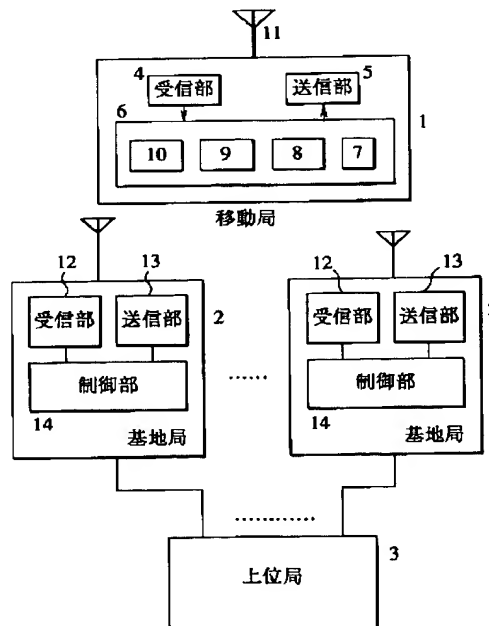 11
4 受信部 送信部 5
6
1
10 9 8 7
移動局
12 13
受信部 送信部 2
制御部
14
基地局
……
12 13
受信部 送信部
制御部
14
基地局
…………
上位局 3